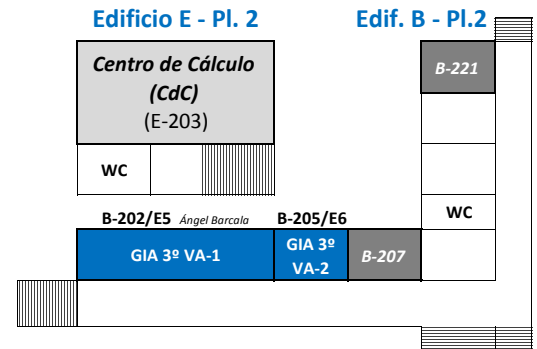 Edificio E - Pl. 2
Edif. B - Pl.2
Centro de Cálculo
(CdC)
(E-203)
B-221
WC
WC
B-202/E5 Ángel Barcala
B-205/E6
GIA 3º VA-1
GIA 3º
VA-2
B-207